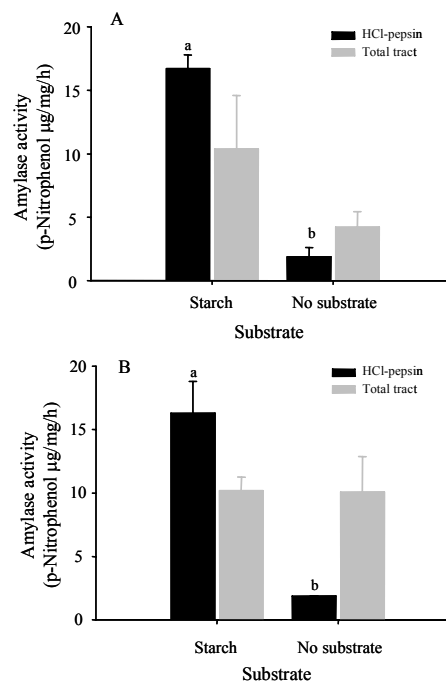 A
HCl-pepsin
Total tract
20
15
10
5
0
Amylase activity
(p-Nitrophenol µg/mg/h)
a
b
Starch
No substrate
Substrate
B
HCl-pepsin
Total tract
20
15
10
5
0
Amylase activity
(p-Nitrophenol µg/mg/h)
a
b
Starch
No substrate
Substrate